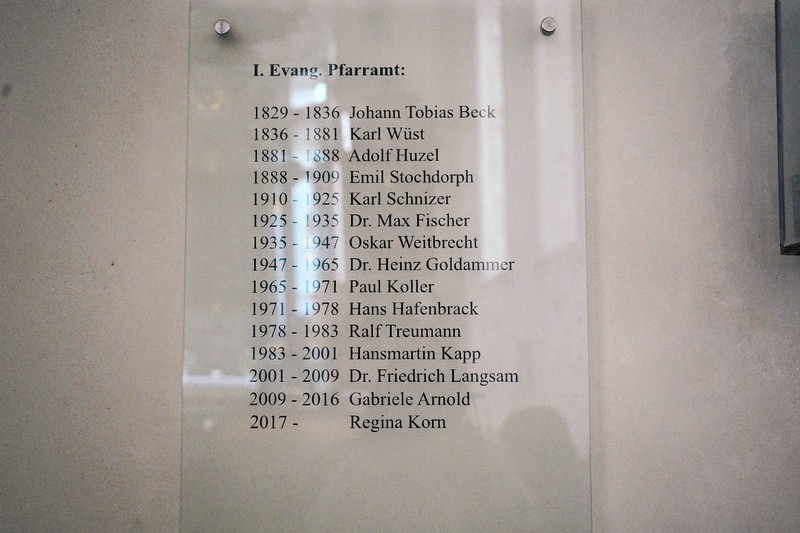 I. Evang. Pfarramt:
1829 - 1836 Johann Tobias Beck
1836 - 1881 Karl Wüst
1881 - 1888 Adolf Huzel
1888 - 1909 Emil Stochdorph
1910 - 1925 Karl Schnizer
1925 - 1935 Dr. Max Fischer
1935 - 1947 Oskar Weitbrecht
1947 - 1965 Dr. Heinz Goldammer
1965 - 1971 Paul Koller
1971 - 1978 Hans Hafenbrack
1978 - 1983 Ralf Treumann
1983 - 2001 Hansmartin Kapp
2001 - 2009 Dr. Friedrich Langsam
2009 - 2016 Gabriele Arnold
2017 - Regina Korn